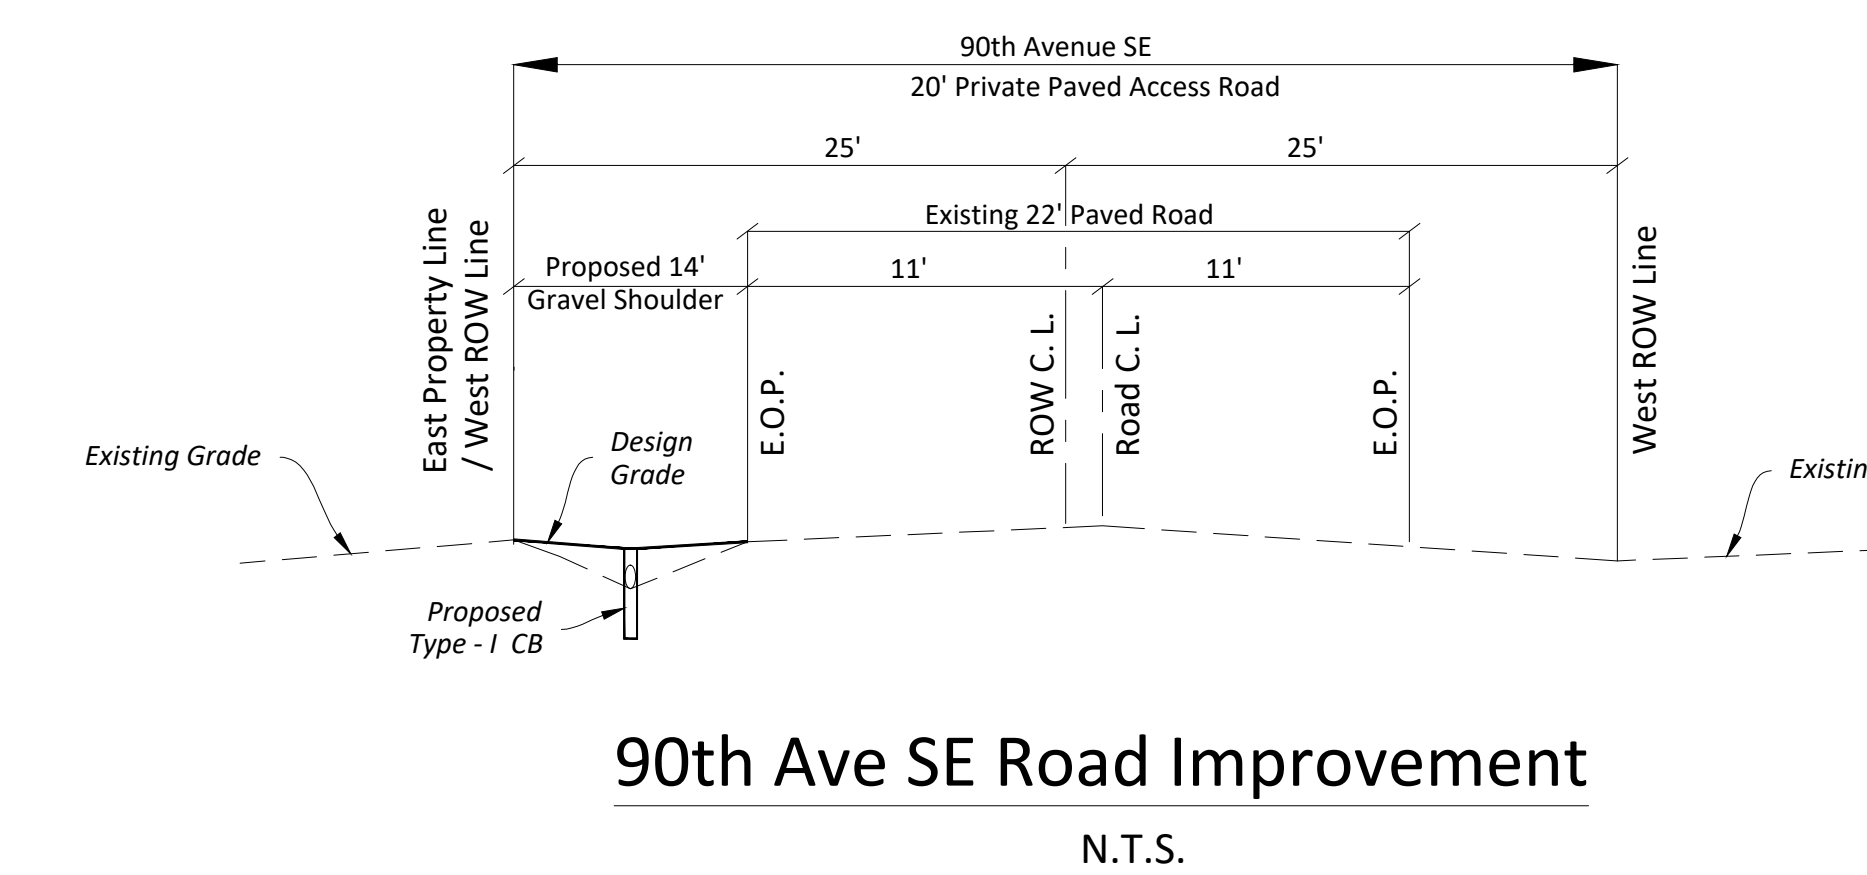 90th Avenue SE
20' Private Paved Access Road
25'
25'
Existing 22' Paved Road
Proposed 14'
Gravel Shoulder
11'
11'
East Property Line
/ West ROW Line
E.O.P.
ROW C. L.
Road C. L.
E.O.P.
West ROW Line
Existing Grade
Design
Grade
Existin
Proposed
Type - I CB
90th Ave SE Road Improvement
N.T.S.